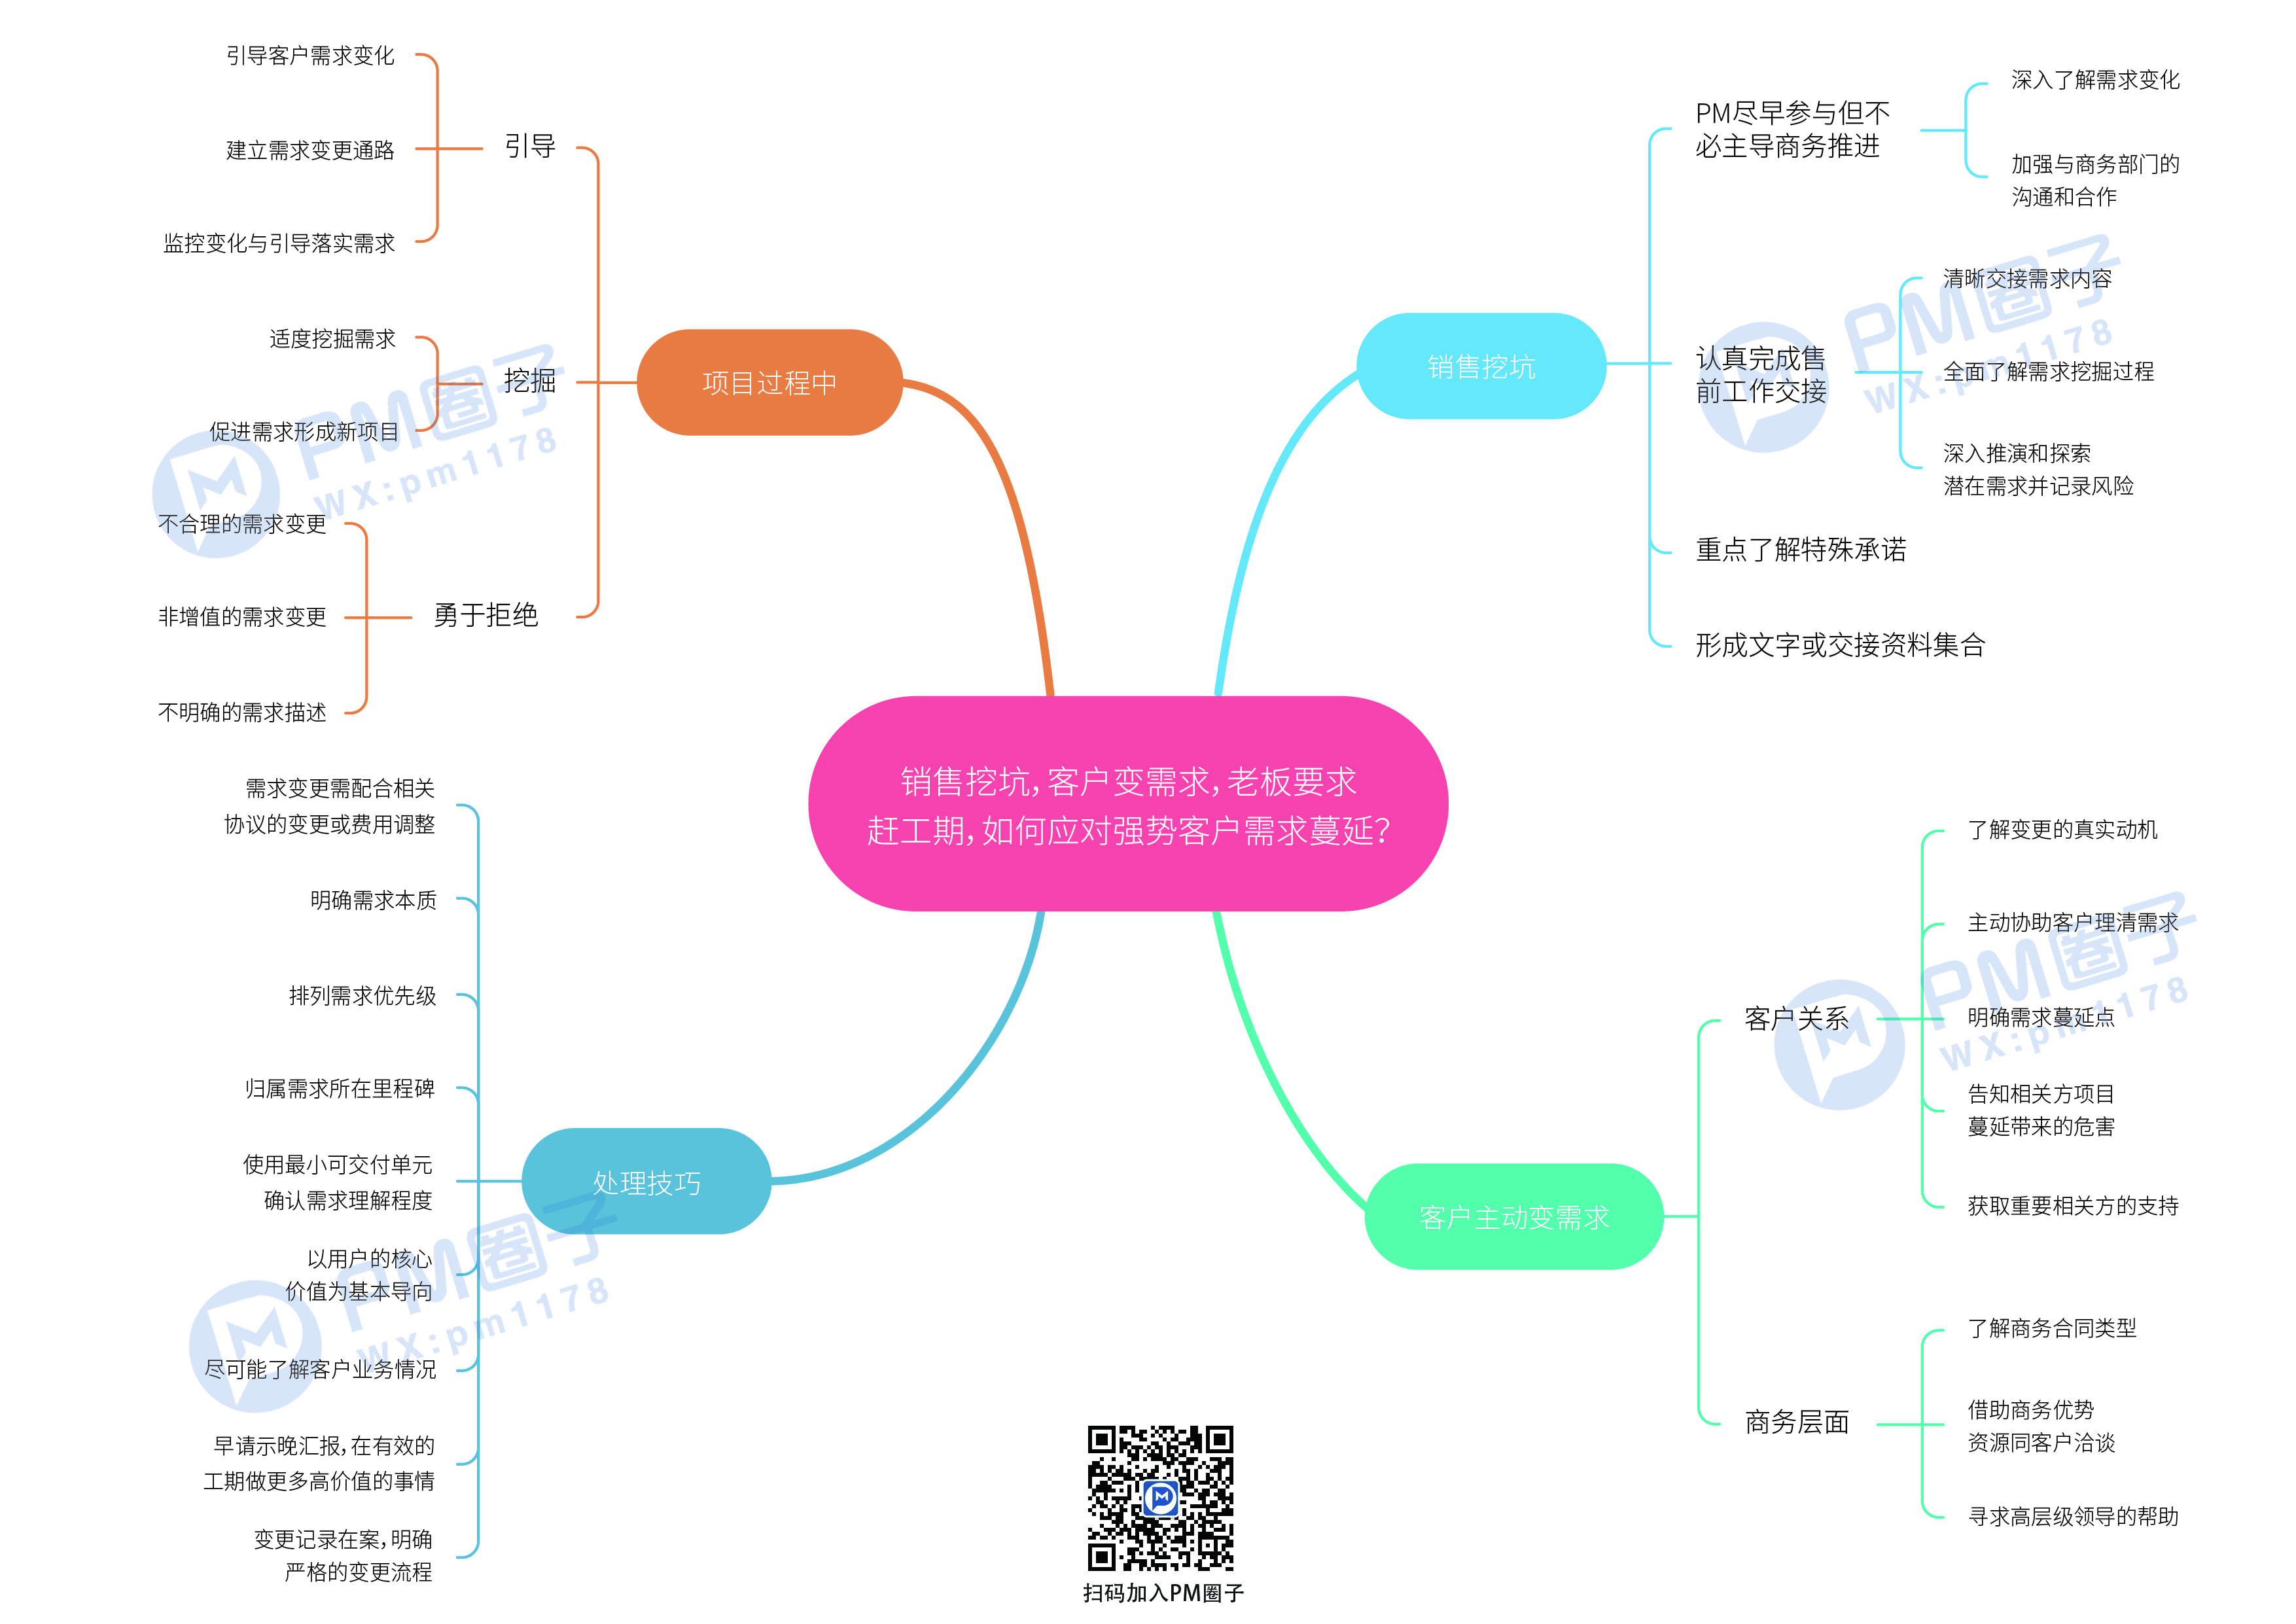 销售挖坑，客户变需求，老板要求
赶工期，如何应对强势客户需求蔓延？
项目过程中
引导
引导客户需求变化
建立需求变更通路
监控变化与引导落实需求
挖掘
适度挖掘需求
促进需求形成新项目
勇于拒绝
不合理的需求变更
非增值的需求变更
不明确的需求描述
销售挖坑
PM尽早参与但不
必主导商务推进
深入了解需求变化
加强与商务部门的
沟通和合作
认真完成售
前工作交接
清晰交接需求内容
全面了解需求挖掘过程
深入推演和探索
潜在需求并记录风险
重点了解特殊承诺
形成文字或交接资料集合
处理技巧
需求变更需配合相关
协议的变更或费用调整
明确需求本质
排列需求优先级
归属需求所在里程碑
使用最小可交付单元
确认需求理解程度
以用户的核心
价值为基本导向
尽可能了解客户业务情况
早请示晚汇报，在有效的
工期做更多高价值的事情
变更记录在案，明确
严格的变更流程
客户主动变需求
客户关系
了解变更的真实动机
主动协助客户理清需求
明确需求蔓延点
告知相关方项目
蔓延带来的危害
获取重要相关方的支持
商务层面
了解商务合同类型
借助商务优势
资源同客户洽谈
寻求高层级领导的帮助
扫码加入PM圈子
PM圈子
WX:pm1178
PM圈子
WX:pm1178
PM圈子
WX:pm1178
PM圈子
WX:pm1178